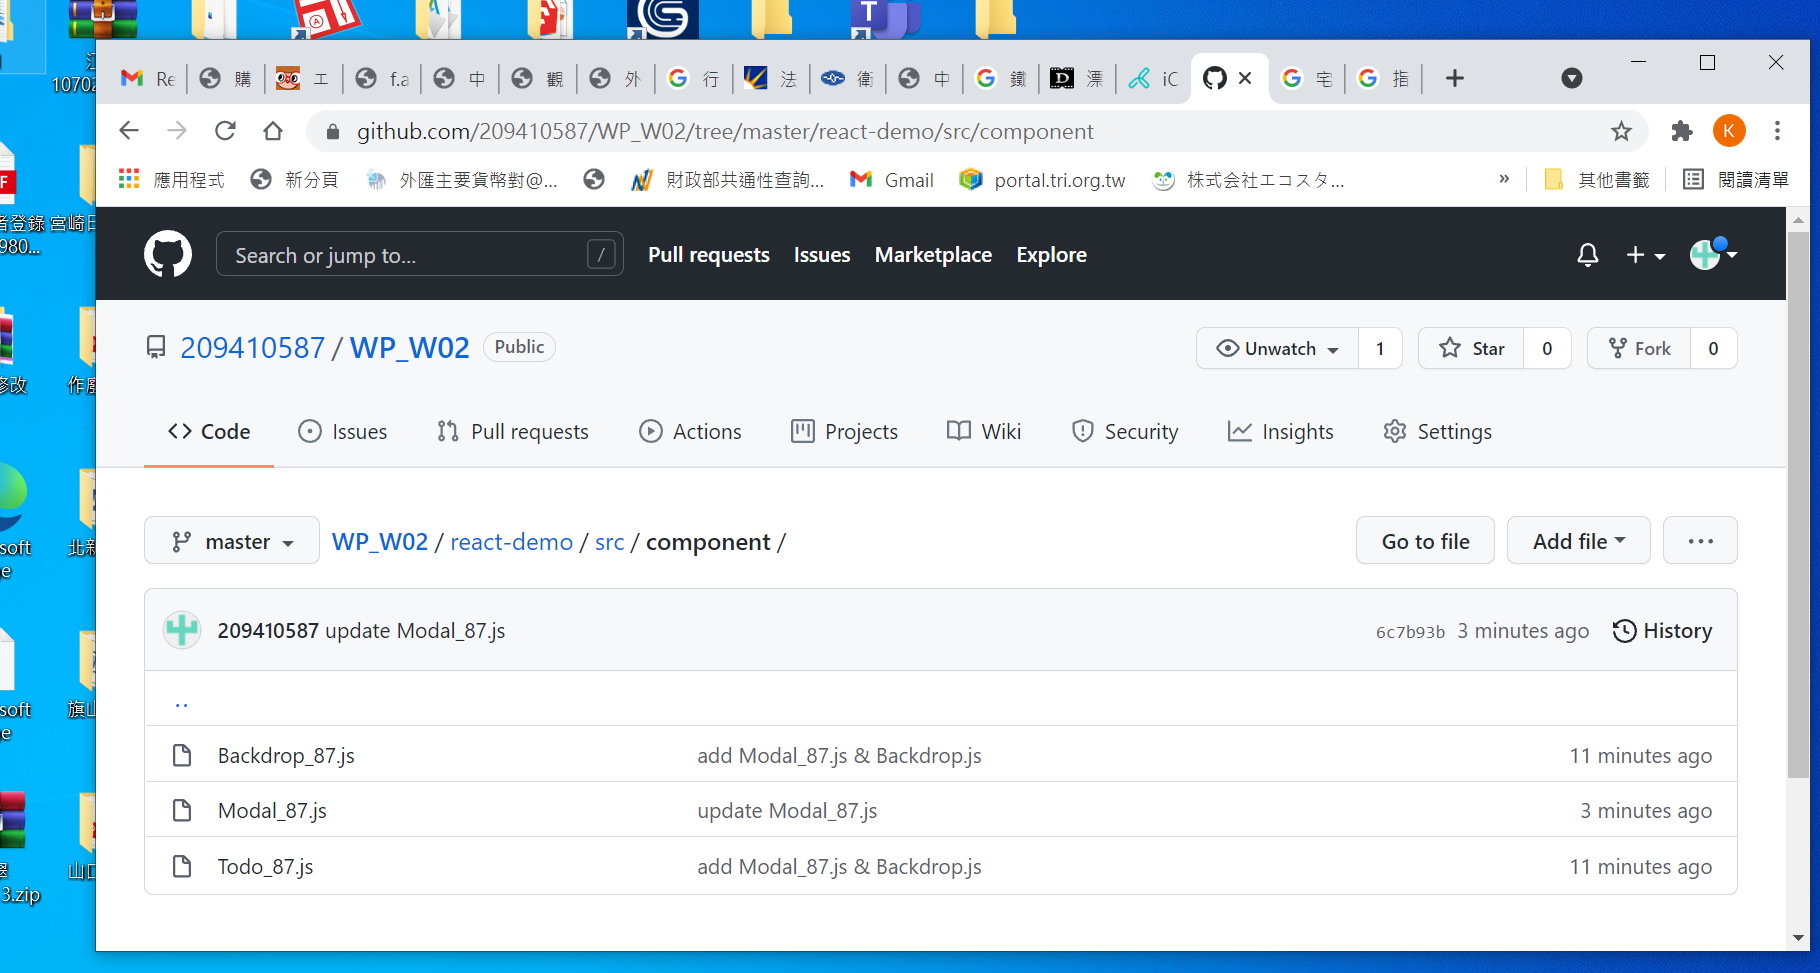 江
1070
Re
購
工
f.a
中
觀
外
行
法
衛
中
鐵
漂
iC
宅
指
github.com/209410587/WP_W02/tree/master/react-demo/src/component
K
應用程式
新分頁
外匯主要貨幣對@...
財政部共通性查詢...
Gmail
portal.tri.org.tw
株式会社エコスタ...
»
其他書籤
閱讀清單
者登錄
980...
宮崎日
修改
作廢
soft
e
北新
soft
e
旗山
3.zip
山口
Search or jump to...
/
Pull requests
Issues
Marketplace
Explore
209410587 / WP_W02
Public
Unwatch
1
Star
0
Fork
0
Code
Issues
Pull requests
Actions
Projects
Wiki
Security
Insights
Settings
master
WP_W02 / react-demo / src / component /
Go to file
Add file
...
209410587 update Modal_87.js
6c7b93b 3 minutes ago
History
..
Backdrop_87.js
add Modal_87.js & Backdrop.js
11 minutes ago
Modal_87.js
update Modal_87.js
3 minutes ago
Todo_87.js
add Modal_87.js & Backdrop.js
11 minutes ago